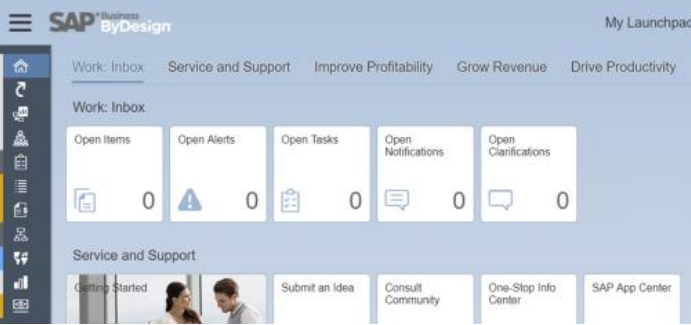 SAP Business
ByDesign
My Launchpad
Work: Inbox Service and Support Improve Profitability Grow Revenue Drive Productivity
Work: Inbox
Open Items Open Alerts Open Tasks Open Notifications Open Clarifications
0 0 0 0 0
Service and Support
Getting Started Submit an Idea Consult Community One-Stop Info Center SAP App Center